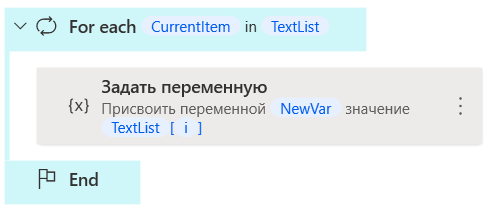 For each CurrentItem in TextList
Задать переменную
{x} Присвоить переменной NewVar значение
TextList [ i ]
End